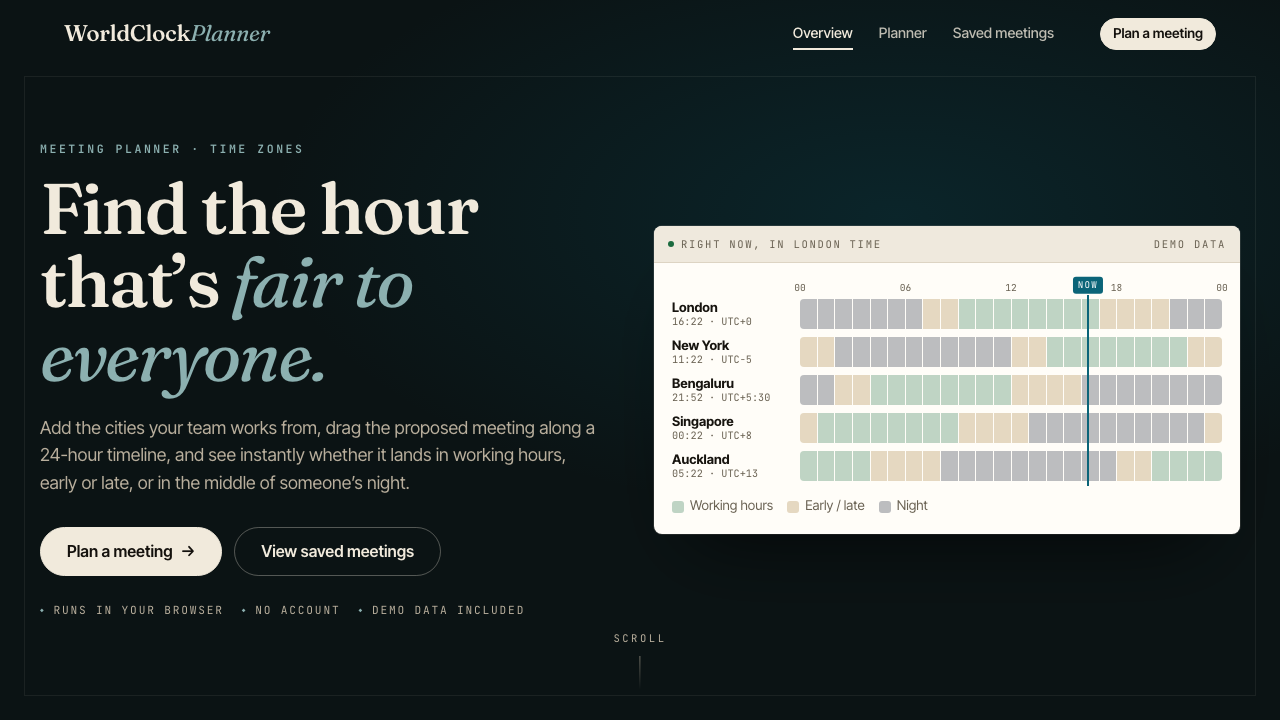 WorldClockPlanner
Overview Planner Saved meetings Plan a meeting
MEETING PLANNER · TIME ZONES
Find the hour
that’s fair to
everyone.
Add the cities your team works from, drag the proposed meeting along a
24-hour timeline, and see instantly whether it lands in working hours,
early or late, or in the middle of someone’s night.
Plan a meeting → View saved meetings
RUNS IN YOUR BROWSER NO ACCOUNT DEMO DATA INCLUDED
RIGHT NOW, IN LONDON TIME DEMO DATA
00 06 12 NOW 18 00
London
16:22 · UTC+0
New York
11:22 · UTC-5
Bengaluru
21:52 · UTC+5:30
Singapore
00:22 · UTC+8
Auckland
05:22 · UTC+13
Working hours Early / late Night
SCROLL